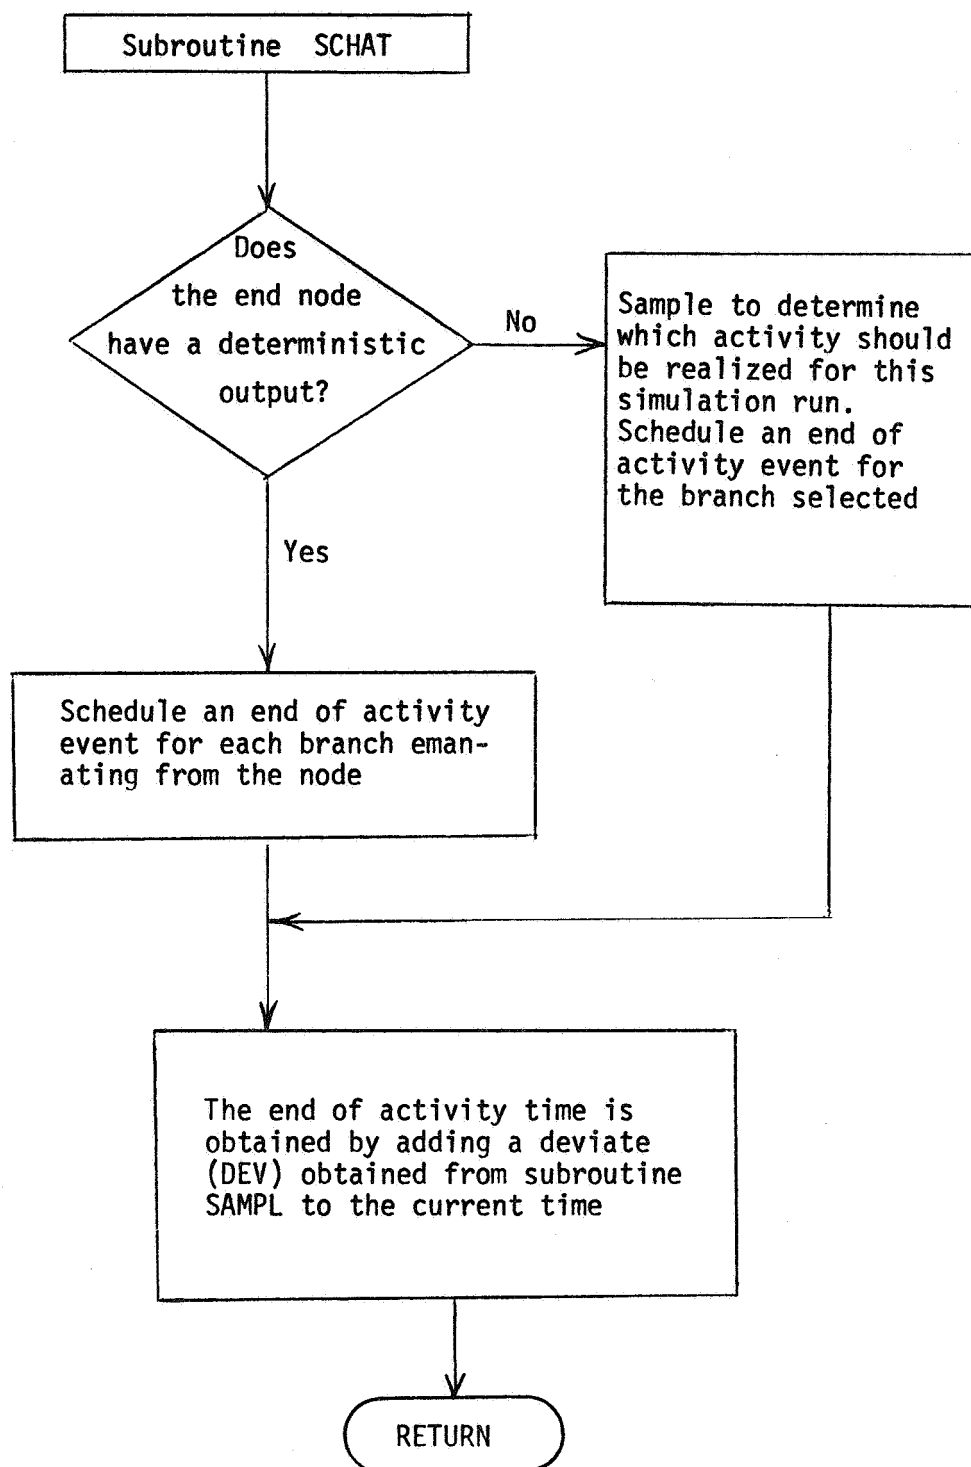 Subroutine SCHAT
Does
the end node
have a deterministic
output?
No
Sample to determine
which activity should
be realized for this
simulation run.
Schedule an end of
activity event for
the branch selected
Yes
Schedule an end of activity
event for each branch eman-
ating from the node
The end of activity time is
obtained by adding a deviate
(DEV) obtained from subroutine
SAMPL to the current time
RETURN